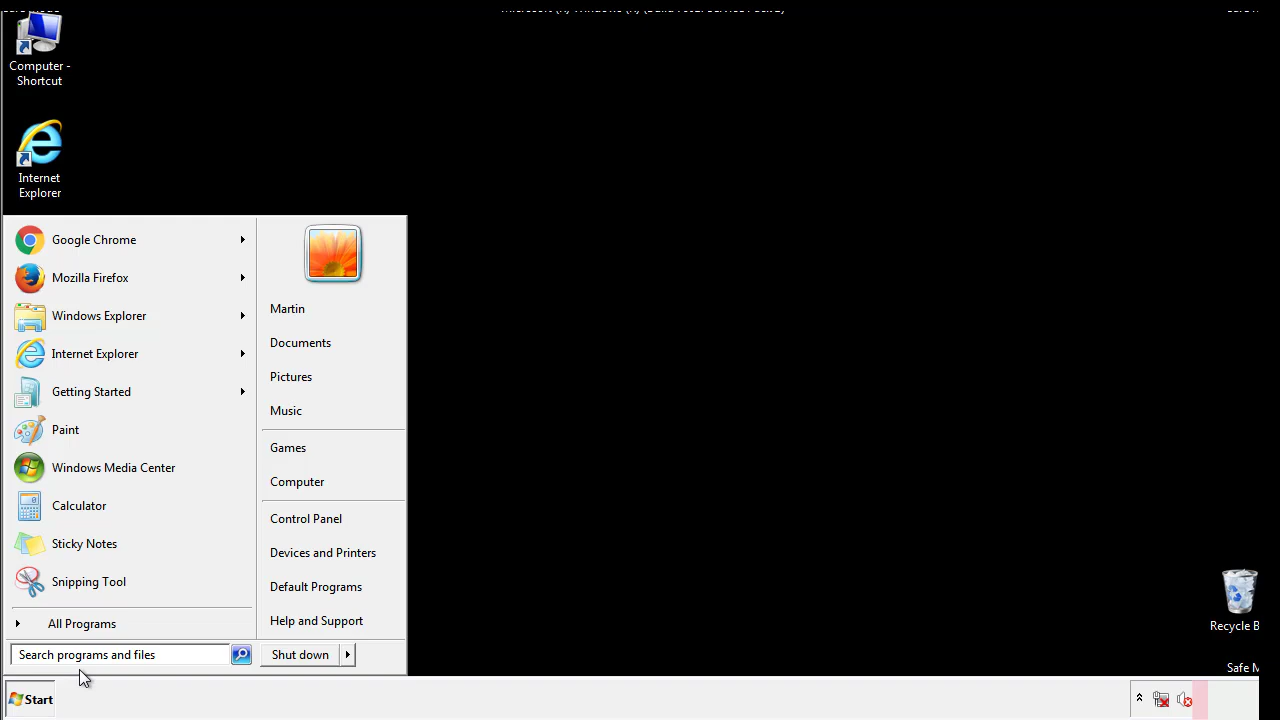 Computer -
Shortcut
Internet
Explorer
Google Chrome
Mozilla Firefox
Windows Explorer
Internet Explorer
Getting Started
Paint
Windows Media Center
Calculator
Sticky Notes
Snipping Tool
All Programs
Search programs and files
Martin
Documents
Pictures
Music
Games
Computer
Control Panel
Devices and Printers
Default Programs
Help and Support
Shut down
Start
Recycle B
Safe M